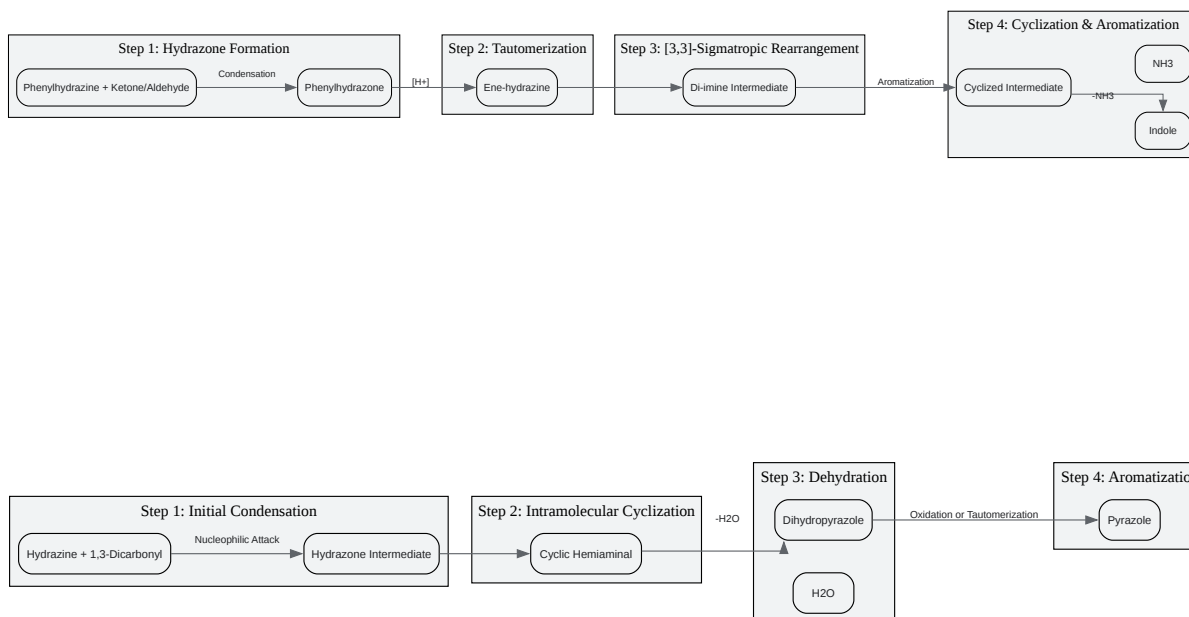 Step 1: Hydrazone Formation
Phenylhydrazine + Ketone/Aldehyde
Condensation
Phenylhydrazone
[H+]
Step 2: Tautomerization
Ene-hydrazine
Step 3: [3,3]-Sigmatropic Rearrangement
Di-imine Intermediate
Aromatization
Step 4: Cyclization & Aromatization
Cyclized Intermediate
-NH3
NH3
Indole
Step 1: Initial Condensation
Hydrazine + 1,3-Dicarbonyl
Nucleophilic Attack
Hydrazone Intermediate
Step 2: Intramolecular Cyclization
Cyclic Hemiaminal
-H2O
Step 3: Dehydration
Dihydropyrazole
H2O
Oxidation or Tautomerization
Step 4: Aromatizatio
Pyrazole